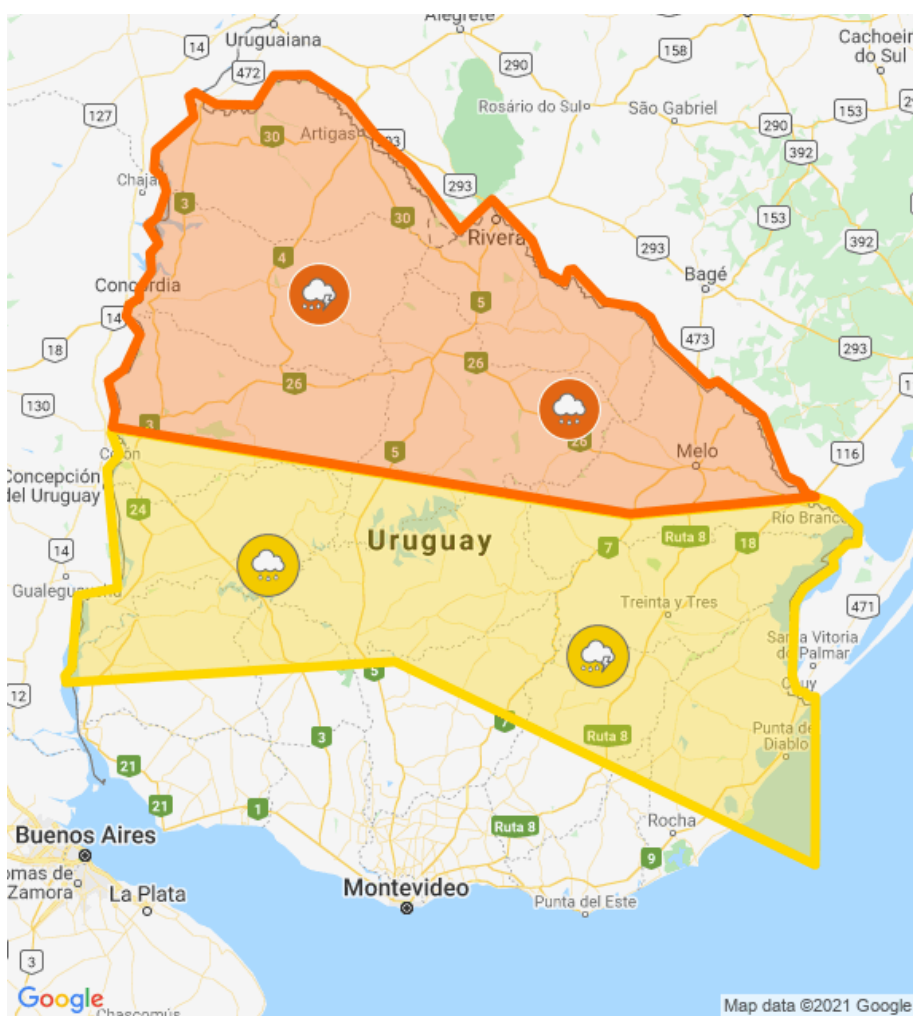 Alegrete
14
Uruguaiana
Cachoeira
do Sul
158
290
472
127
Rosário do Sul
São Gabriel
153
290
30
Artigas
293
392
Chaja
3
293
153
30
Rivera
293
392
4
Bagé
Concordia
14
5
473
18
293
26
26
130
3
5
26
Melo
116
Colón
Concepción
del Uruguay
24
Río Branco
Uruguay
Ruta 8
18
14
7
Gualeguaychú
Treinta y Tres
471
Santa Vitoria
do Palmar
12
5
Chuy
7
Ruta 8
Punta del
Diablo
3
21
21
1
Ruta 8
Rocha
Buenos Aires
9
omas de
Zamora
La Plata
Montevideo
Punta del Este
3
Google
Chascomús
Map data ©2021 Google